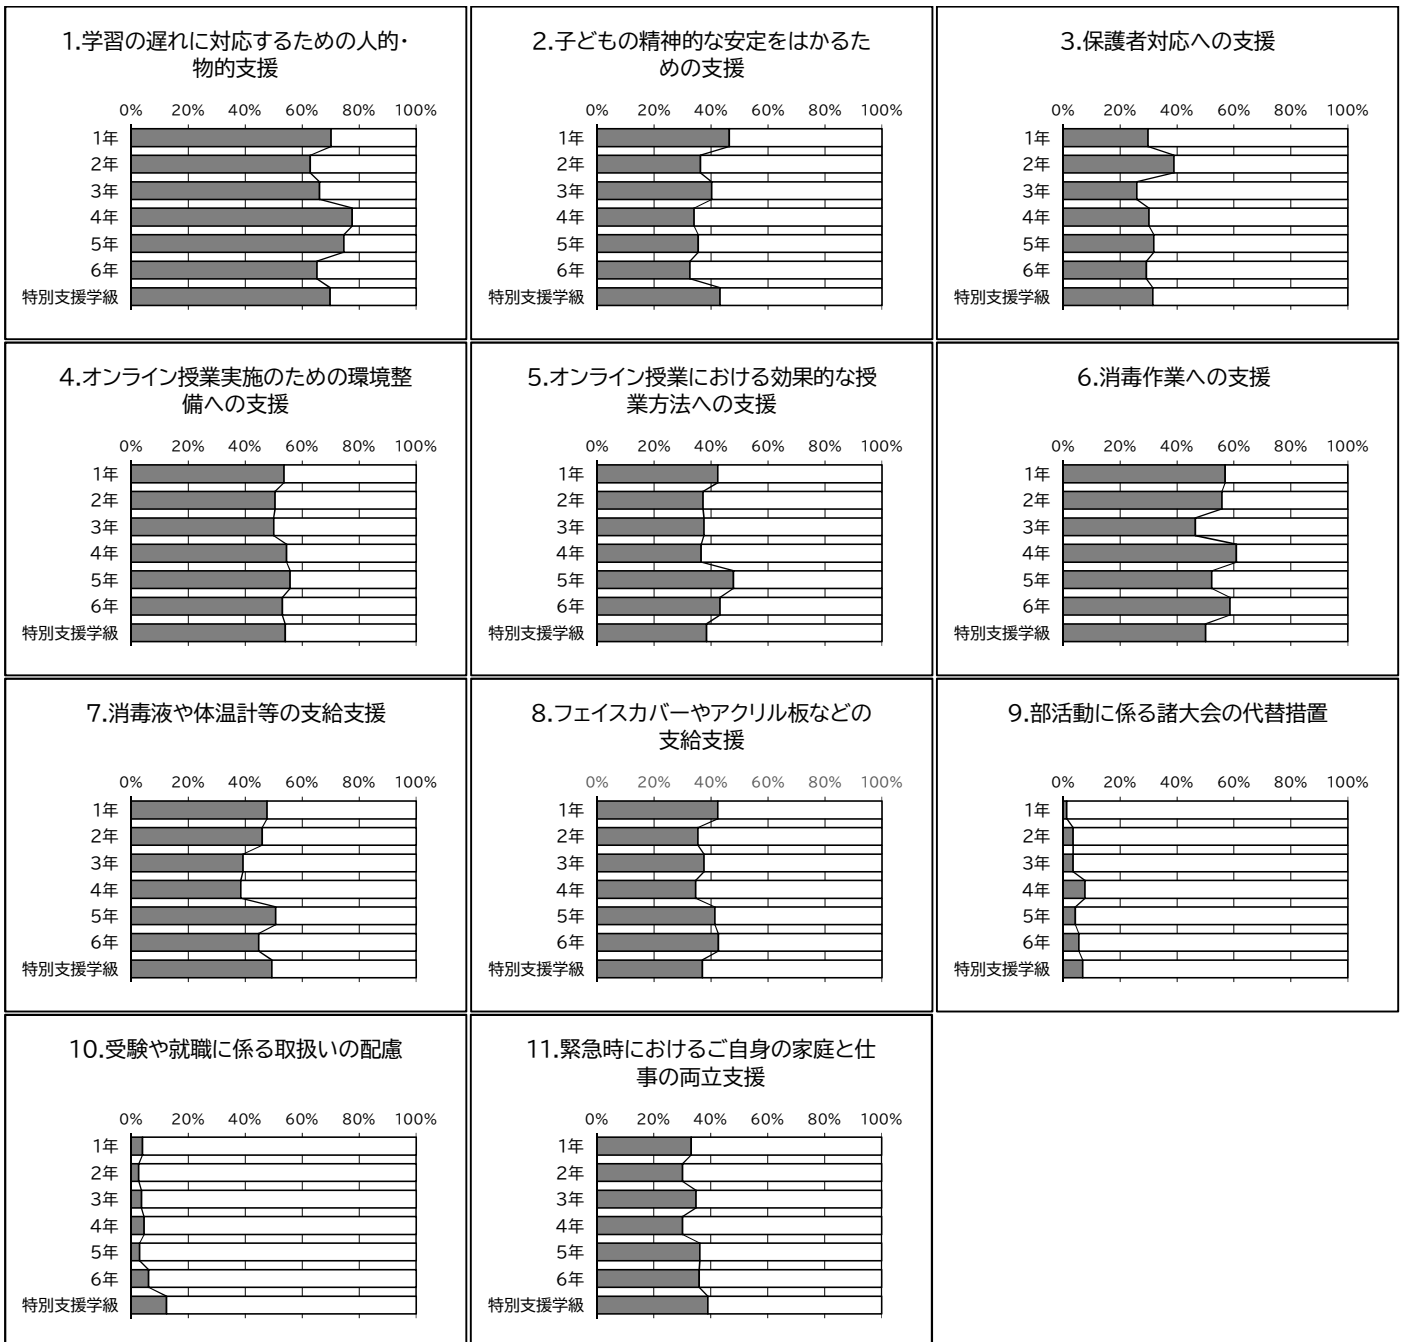 1.学習の遅れに対応するための人的・
物的支援
0% 20% 40% 60% 80% 100%
1年
2年
3年
4年
5年
6年
特別支援学級
2.子どもの精神的な安定をはかるた
めの支援
0% 20% 40% 60% 80% 100%
1年
2年
3年
4年
5年
6年
特別支援学級
3.保護者対応への支援
0% 20% 40% 60% 80% 100%
1年
2年
3年
4年
5年
6年
特別支援学級
4.オンライン授業実施のための環境整
備への支援
0% 20% 40% 60% 80% 100%
1年
2年
3年
4年
5年
6年
特別支援学級
5.オンライン授業における効果的な授
業方法への支援
0% 20% 40% 60% 80% 100%
1年
2年
3年
4年
5年
6年
特別支援学級
6.消毒作業への支援
0% 20% 40% 60% 80% 100%
1年
2年
3年
4年
5年
6年
特別支援学級
7.消毒液や体温計等の支給支援
0% 20% 40% 60% 80% 100%
1年
2年
3年
4年
5年
6年
特別支援学級
8.フェイスカバーやアクリル板などの
支給支援
0% 20% 40% 60% 80% 100%
1年
2年
3年
4年
5年
6年
特別支援学級
9.部活動に係る諸大会の代替措置
0% 20% 40% 60% 80% 100%
1年
2年
3年
4年
5年
6年
特別支援学級
10.受験や就職に係る取扱いの配慮
0% 20% 40% 60% 80% 100%
1年
2年
3年
4年
5年
6年
特別支援学級
11.緊急時におけるご自身の家庭と仕
事の両立支援
0% 20% 40% 60% 80% 100%
1年
2年
3年
4年
5年
6年
特別支援学級